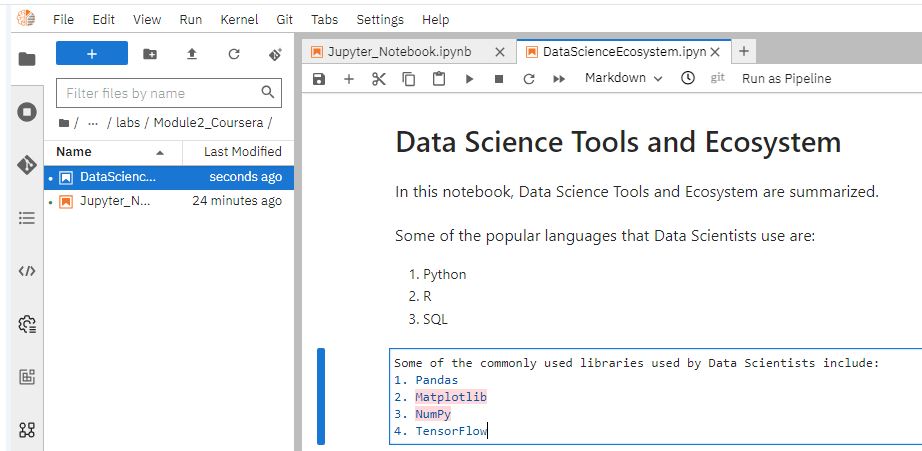 File Edit View Run Kernel Git Tabs Settings Help
+
Filter files by name
/ ... / labs / Module2_Coursera /
Name Last Modified
DataScienc... seconds ago
Jupyter_N... 24 minutes ago
Jupyter_Notebook.ipynb
DataScienceEcosystem.ipyn
Markdown git Run as Pipeline
Data Science Tools and Ecosystem
In this notebook, Data Science Tools and Ecosystem are summarized.
Some of the popular languages that Data Scientists use are:
1. Python
2. R
3. SQL
Some of the commonly used libraries used by Data Scientists include:
1. Pandas
2. Matplotlib
3. NumPy
4. TensorFlow